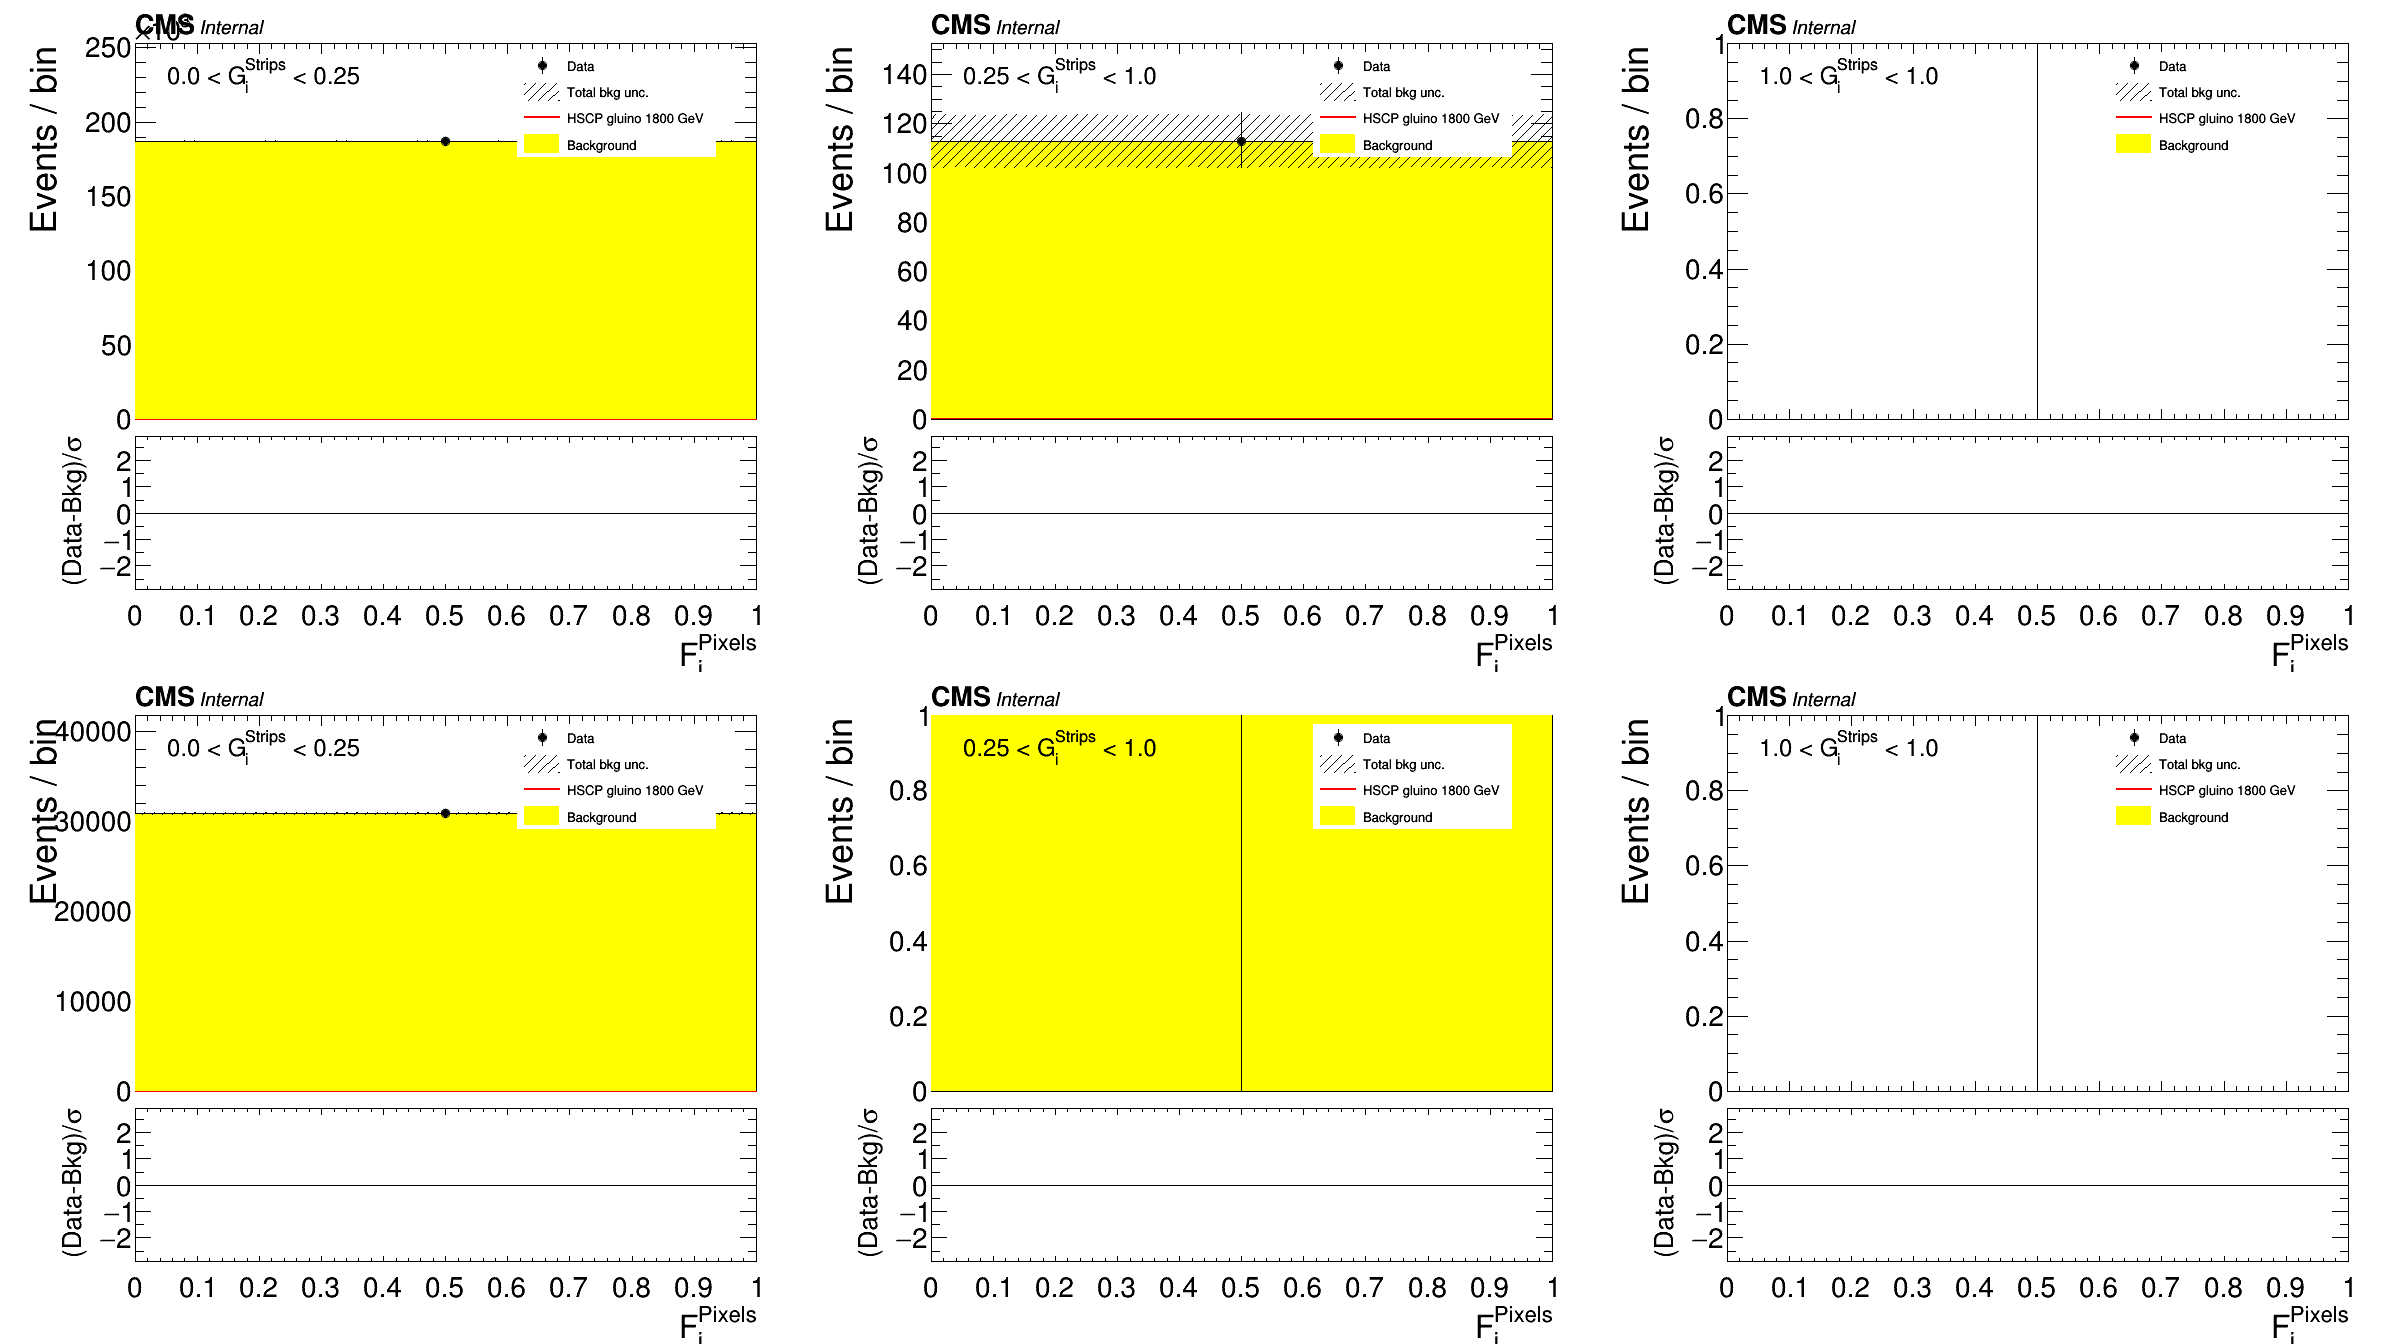 CMS Internal
×10³
Events / bin
250
200
150
100
50
0
0.0 < G_i^Strips < 0.25
Data
Total bkg unc.
HSCP gluino 1800 GeV
Background
(Data-Bkg)/σ
2
1
0
−1
−2
0 0.1 0.2 0.3 0.4 0.5 0.6 0.7 0.8 0.9 1
F_i^Pixels
CMS Internal
Events / bin
140
120
100
80
60
40
20
0
0.25 < G_i^Strips < 1.0
Data
Total bkg unc.
HSCP gluino 1800 GeV
Background
(Data-Bkg)/σ
2
1
0
−1
−2
0 0.1 0.2 0.3 0.4 0.5 0.6 0.7 0.8 0.9 1
F_i^Pixels
CMS Internal
Events / bin
1
0.8
0.6
0.4
0.2
0
1.0 < G_i^Strips < 1.0
Data
Total bkg unc.
HSCP gluino 1800 GeV
Background
(Data-Bkg)/σ
2
1
0
−1
−2
0 0.1 0.2 0.3 0.4 0.5 0.6 0.7 0.8 0.9 1
F_i^Pixels
CMS Internal
Events / bin
40000
30000
20000
10000
0
0.0 < G_i^Strips < 0.25
Data
Total bkg unc.
HSCP gluino 1800 GeV
Background
(Data-Bkg)/σ
2
1
0
−1
−2
0 0.1 0.2 0.3 0.4 0.5 0.6 0.7 0.8 0.9 1
F_i^Pixels
CMS Internal
Events / bin
1
0.8
0.6
0.4
0.2
0
0.25 < G_i^Strips < 1.0
Data
Total bkg unc.
HSCP gluino 1800 GeV
Background
(Data-Bkg)/σ
2
1
0
−1
−2
0 0.1 0.2 0.3 0.4 0.5 0.6 0.7 0.8 0.9 1
F_i^Pixels
CMS Internal
Events / bin
1
0.8
0.6
0.4
0.2
0
1.0 < G_i^Strips < 1.0
Data
Total bkg unc.
HSCP gluino 1800 GeV
Background
(Data-Bkg)/σ
2
1
0
−1
−2
0 0.1 0.2 0.3 0.4 0.5 0.6 0.7 0.8 0.9 1
F_i^Pixels